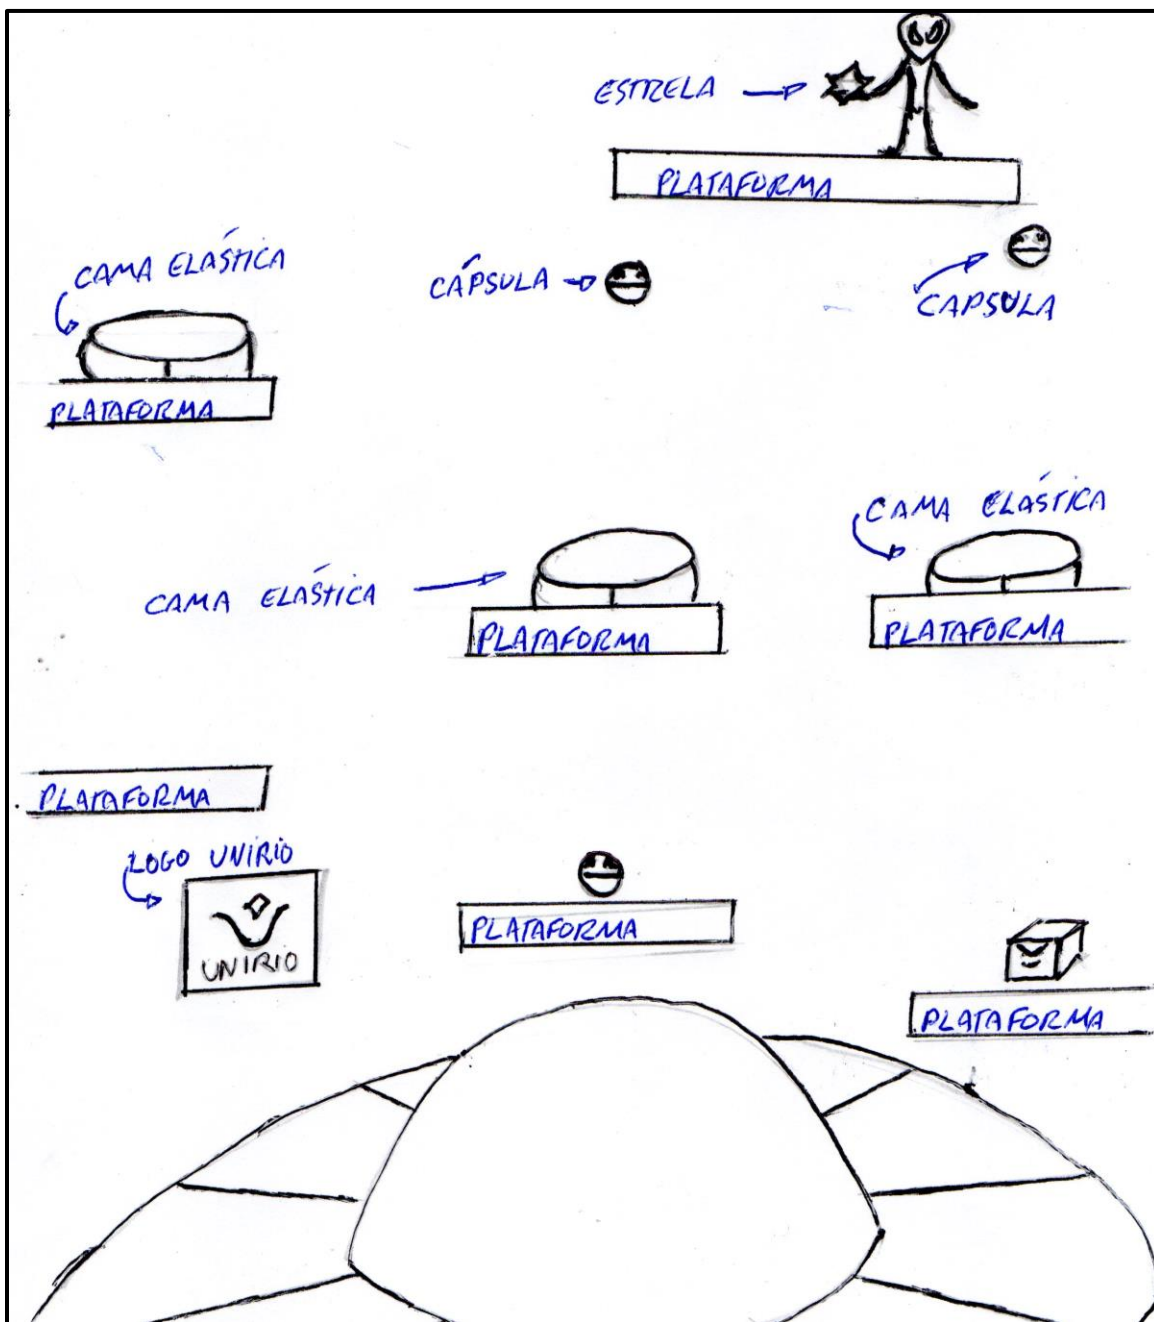 ESTRELA
PLATAFORMA
CAMA ELÁSTICA
CÁPSULA
CAPSULA
PLATAFORMA
CAMA ELÁSTICA
CAMA ELÁSTICA
PLATAFORMA
PLATAFORMA
PLATAFORMA
LOGO UNIRIO
UNIRIO
PLATAFORMA
PLATAFORMA